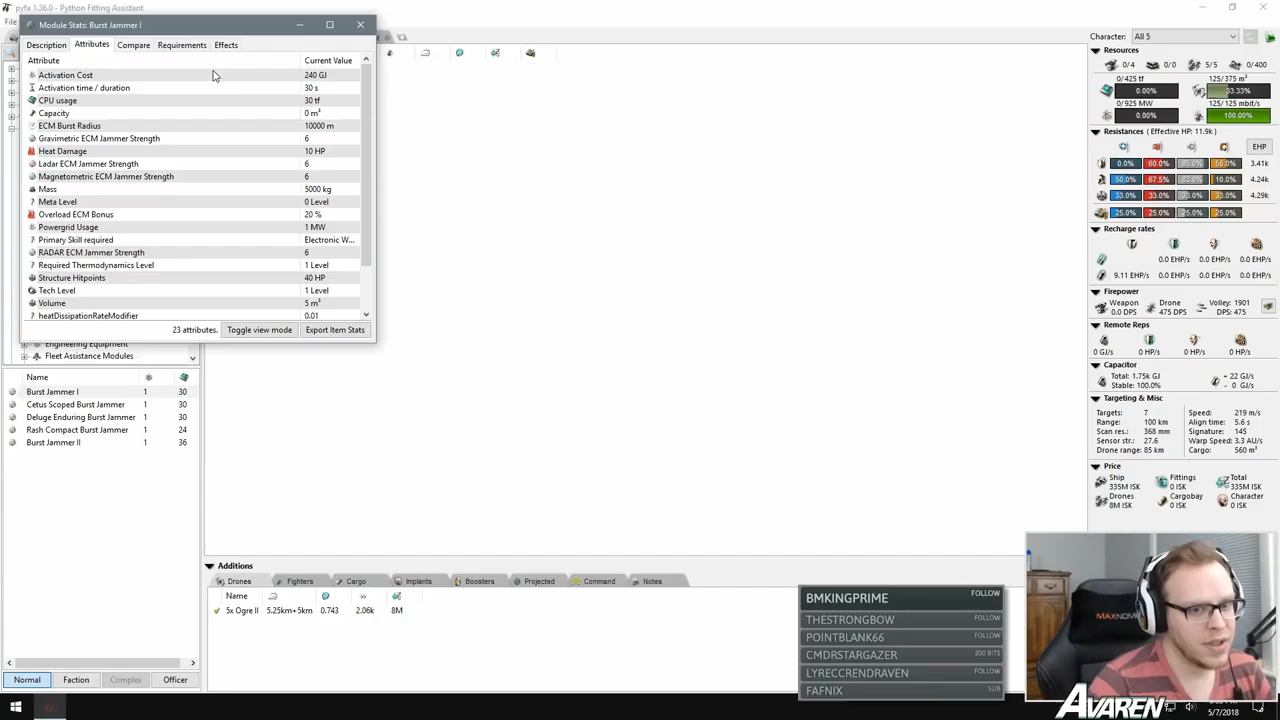 pyfa 1.36.0 - Python Fitting Assistant
Module Stats: Burst Jammer I
Description Attributes Compare Requirements Effects
Attribute Current Value
Activation Cost 240 GJ
Activation time / duration 30 s
CPU usage 30 tf
Capacity 0 m³
ECM Burst Radius 10000 m
Gravimetric ECM Jammer Strength 6
Heat Damage 10 HP
Ladar ECM Jammer Strength 6
Magnetometric ECM Jammer Strength 6
Mass 5000 kg
Meta Level 0 Level
Overload ECM Bonus 20 %
Powergrid Usage 1 MW
Primary Skill required Electronic W...
RADAR ECM Jammer Strength 6
Required Thermodynamics Level 1 Level
Structure Hitpoints 40 HP
Tech Level 1 Level
Volume 5 m³
heatDissipationRateModifier 0.01
23 attributes. Toggle view mode Export Item Stats
Engineering Equipment
Fleet Assistance Modules
Name
Burst Jammer I 1 30
Cetus Scoped Burst Jammer 1 30
Deluge Enduring Burst Jammer 1 30
Rash Compact Burst Jammer 1 24
Burst Jammer II 1 36
Normal Faction Complex Officer
Additions
Drones Fighters Cargo Implants Boosters Projected Command Notes
Name
5x Ogre II 5.25km+5km 0.743 2.06k 8M
Character: All 5
Resources
0/4 0/0 5/5 0/400
0/425 tf 125/375 m³
0.00% 33.33%
0/925 MW 125/125 mbit/s
0.00% 100.00%
Resistances ( Effective HP: 11.9k )
EHP
0.0% 60.0% 85.0% 50.0% 3.41k
50.0% 67.5% 10.0% 4.24k
33.0% 33.0% 33.0% 33.0% 4.29k
25.0% 25.0% 25.0% 25.0%
Recharge rates
0.0 EHP/s 0.0 EHP/s 0.0 EHP/s
9.11 EHP/s 0.0 EHP/s 0.0 EHP/s 0.0 EHP/s
Firepower
Weapon 0.0 DPS Drone 475 DPS Volley: 1901 DPS: 475
Remote Reps
0 GJ/s 0 HP/s 0 HP/s 0 HP/s
Capacitor
Total: 1.75k GJ + 22 GJ/s
Stable: 100.0% - 0 GJ/s
Targeting & Misc
Targets: 7 Speed: 219 m/s
Range: 100 km Align time: 5.6 s
Scan res.: 368 mm Signature: 145
Sensor str.: 27.6 Warp Speed: 3.3 AU/s
Drone range: 85 km Cargo: 560 m³
Price
Ship 335M ISK Fittings 0 ISK Total 335M ISK
Drones 8M ISK Cargobay 0 ISK Character 0 ISK
BMKINGPRIME FOLLOW
THESTRONGBOW FOLLOW
POINTBLANK66 FOLLOW
CMDRSTARGAZER 200 BITS
LYRECCRENDRAVEN FOLLOW
FAFNIX SUB
MAXNOMIC
AVAREN
5/7/2018